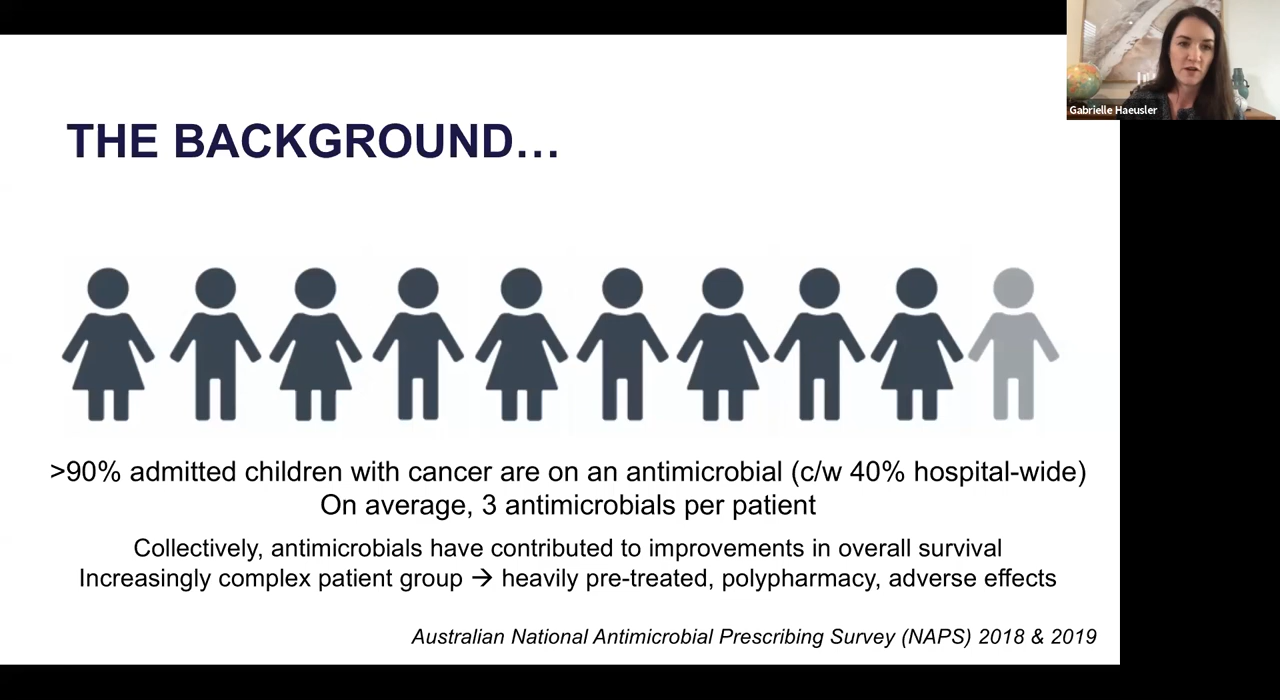 Gabrielle Haeusler
THE BACKGROUND…
>90% admitted children with cancer are on an antimicrobial (c/w 40% hospital-wide)
On average, 3 antimicrobials per patient
Collectively, antimicrobials have contributed to improvements in overall survival
Increasingly complex patient group → heavily pre-treated, polypharmacy, adverse effects
Australian National Antimicrobial Prescribing Survey (NAPS) 2018 & 2019